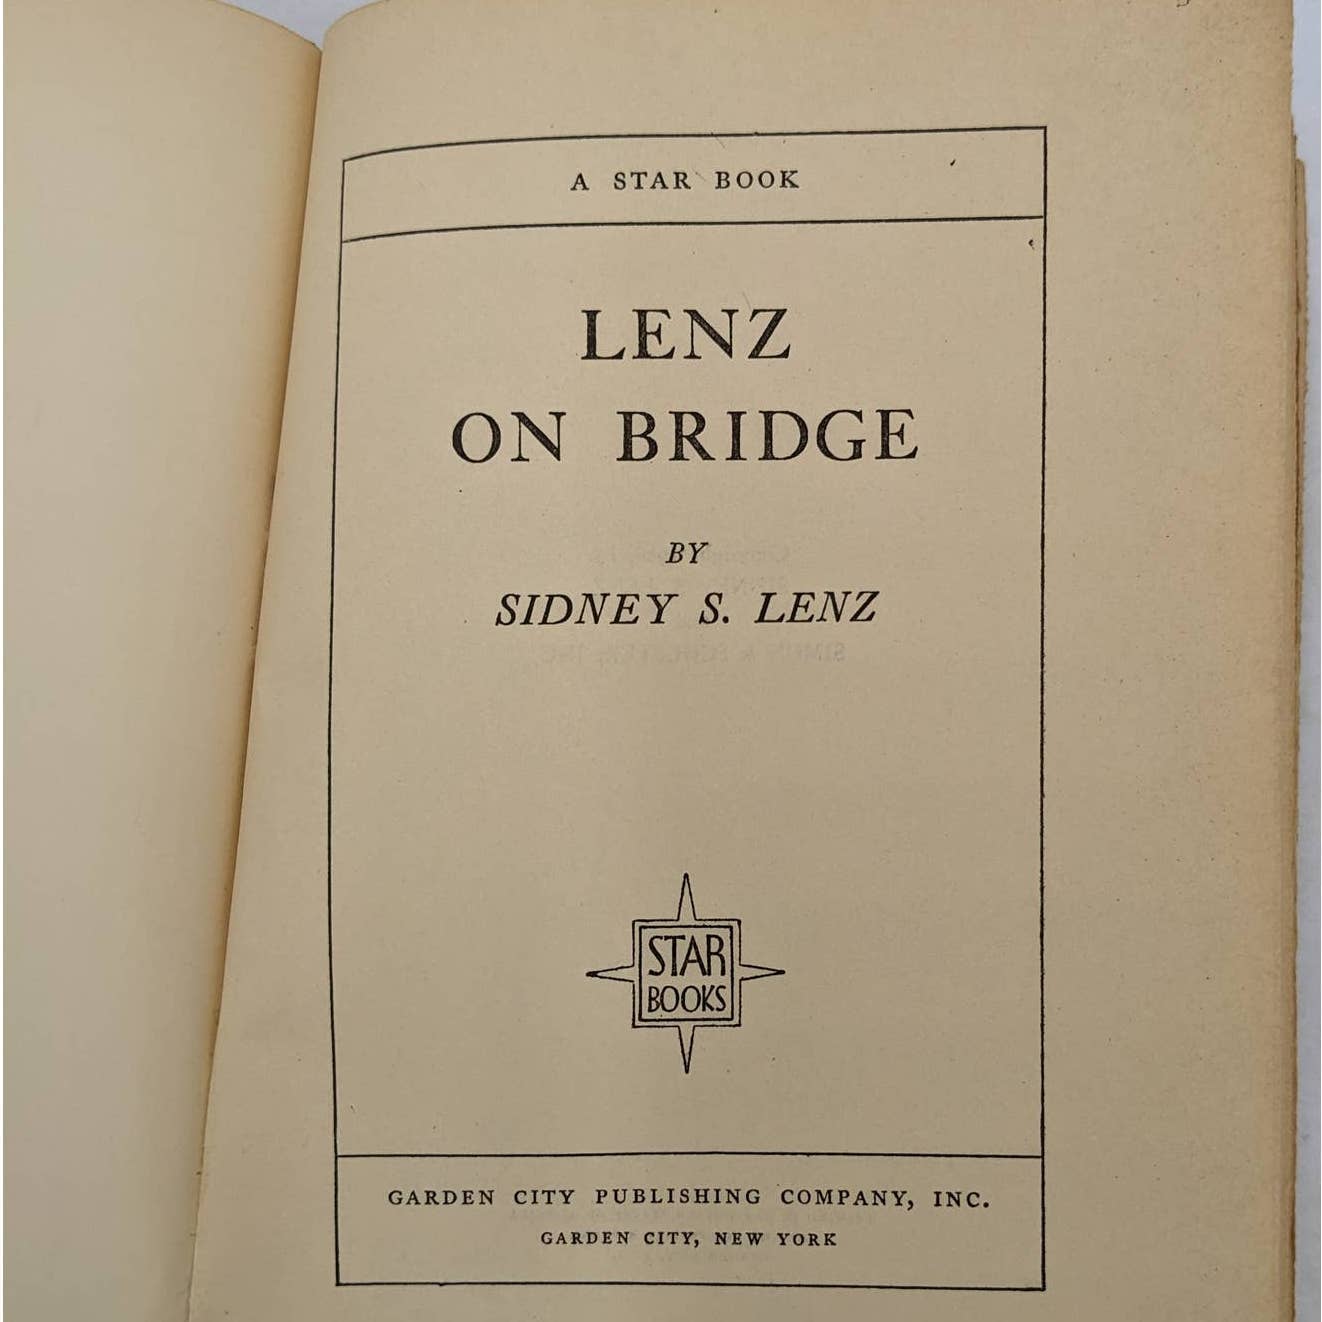 A STAR BOOK
LENZ
ON BRIDGE
BY
SIDNEY S. LENZ
STAR
BOOKS
GARDEN CITY PUBLISHING COMPANY, INC.
GARDEN CITY, NEW YORK